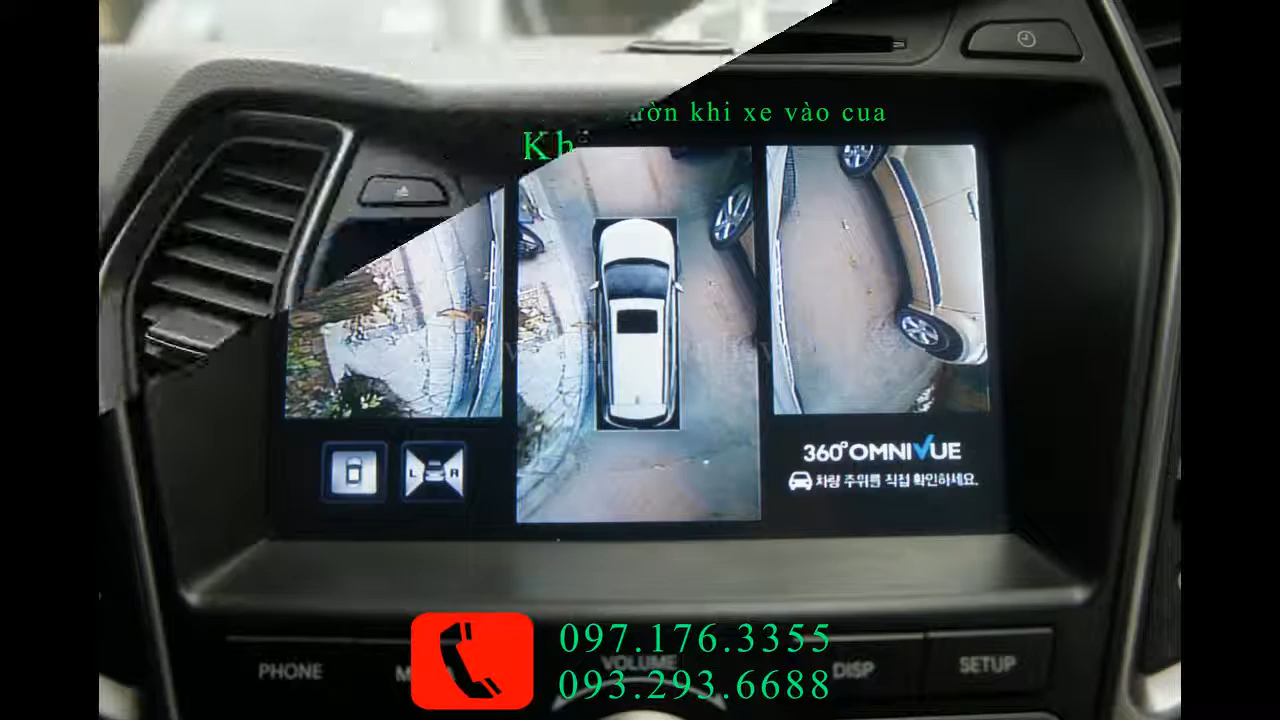 khi xe vào cua
Kh
L R
360°OMNIVUE
차량 주위를 직접 확인하세요.
097.176.3355
093.293.6688
PHONE
VOLUME
DISP
SETUP